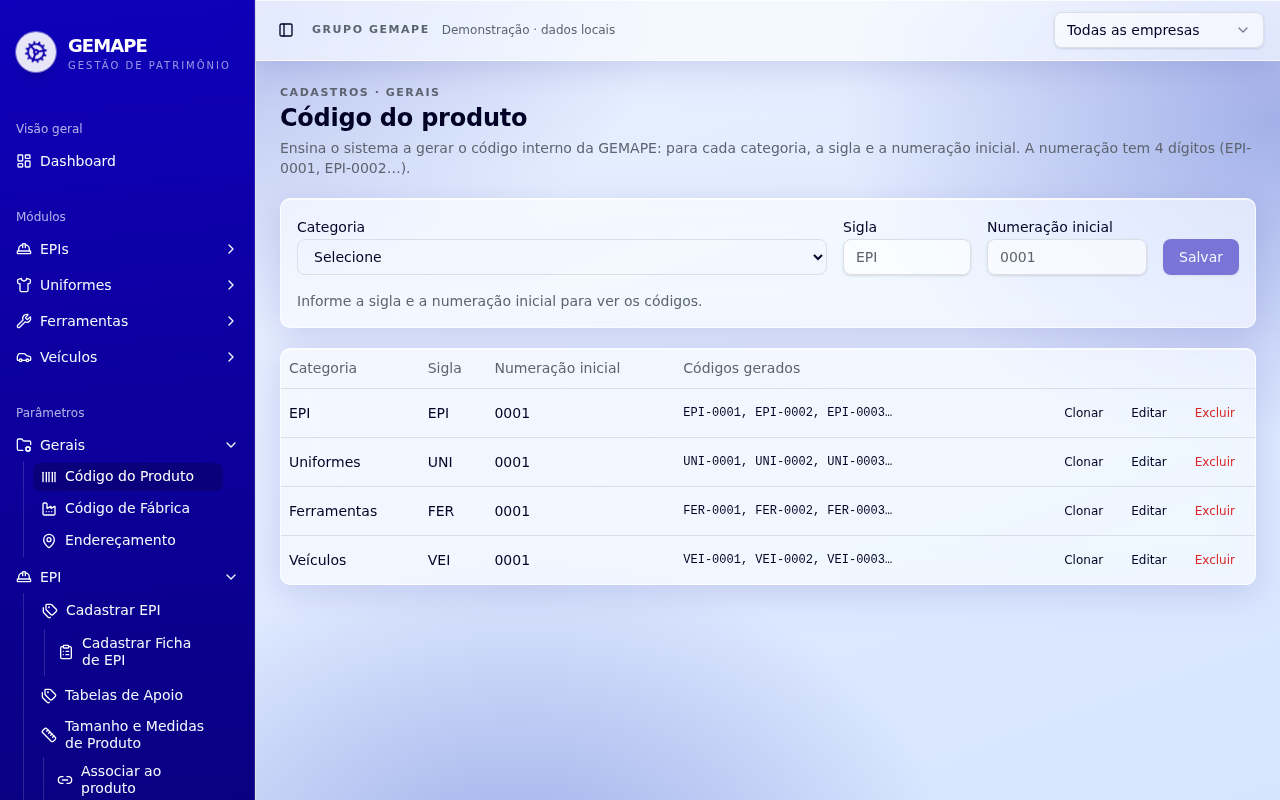 GEMAPE
GESTÃO DE PATRIMÔNIO
Visão geral
Dashboard
Módulos
EPIs
Uniformes
Ferramentas
Veículos
Parâmetros
Gerais
Código do Produto
Código de Fábrica
Endereçamento
EPI
Cadastrar EPI
Cadastrar Ficha
de EPI
Tabelas de Apoio
Tamanho e Medidas
de Produto
Associar ao
produto
GRUPO GEMAPE Demonstração · dados locais Todas as empresas
CADASTROS · GERAIS
Código do produto
Ensina o sistema a gerar o código interno da GEMAPE: para cada categoria, a sigla e a numeração inicial. A numeração tem 4 dígitos (EPI-
0001, EPI-0002…).
Categoria Sigla Numeração inicial
Selecione EPI 0001 Salvar
Informe a sigla e a numeração inicial para ver os códigos.
Categoria Sigla Numeração inicial Códigos gerados
EPI EPI 0001 EPI-0001, EPI-0002, EPI-0003… Clonar Editar Excluir
Uniformes UNI 0001 UNI-0001, UNI-0002, UNI-0003… Clonar Editar Excluir
Ferramentas FER 0001 FER-0001, FER-0002, FER-0003… Clonar Editar Excluir
Veículos VEI 0001 VEI-0001, VEI-0002, VEI-0003… Clonar Editar Excluir